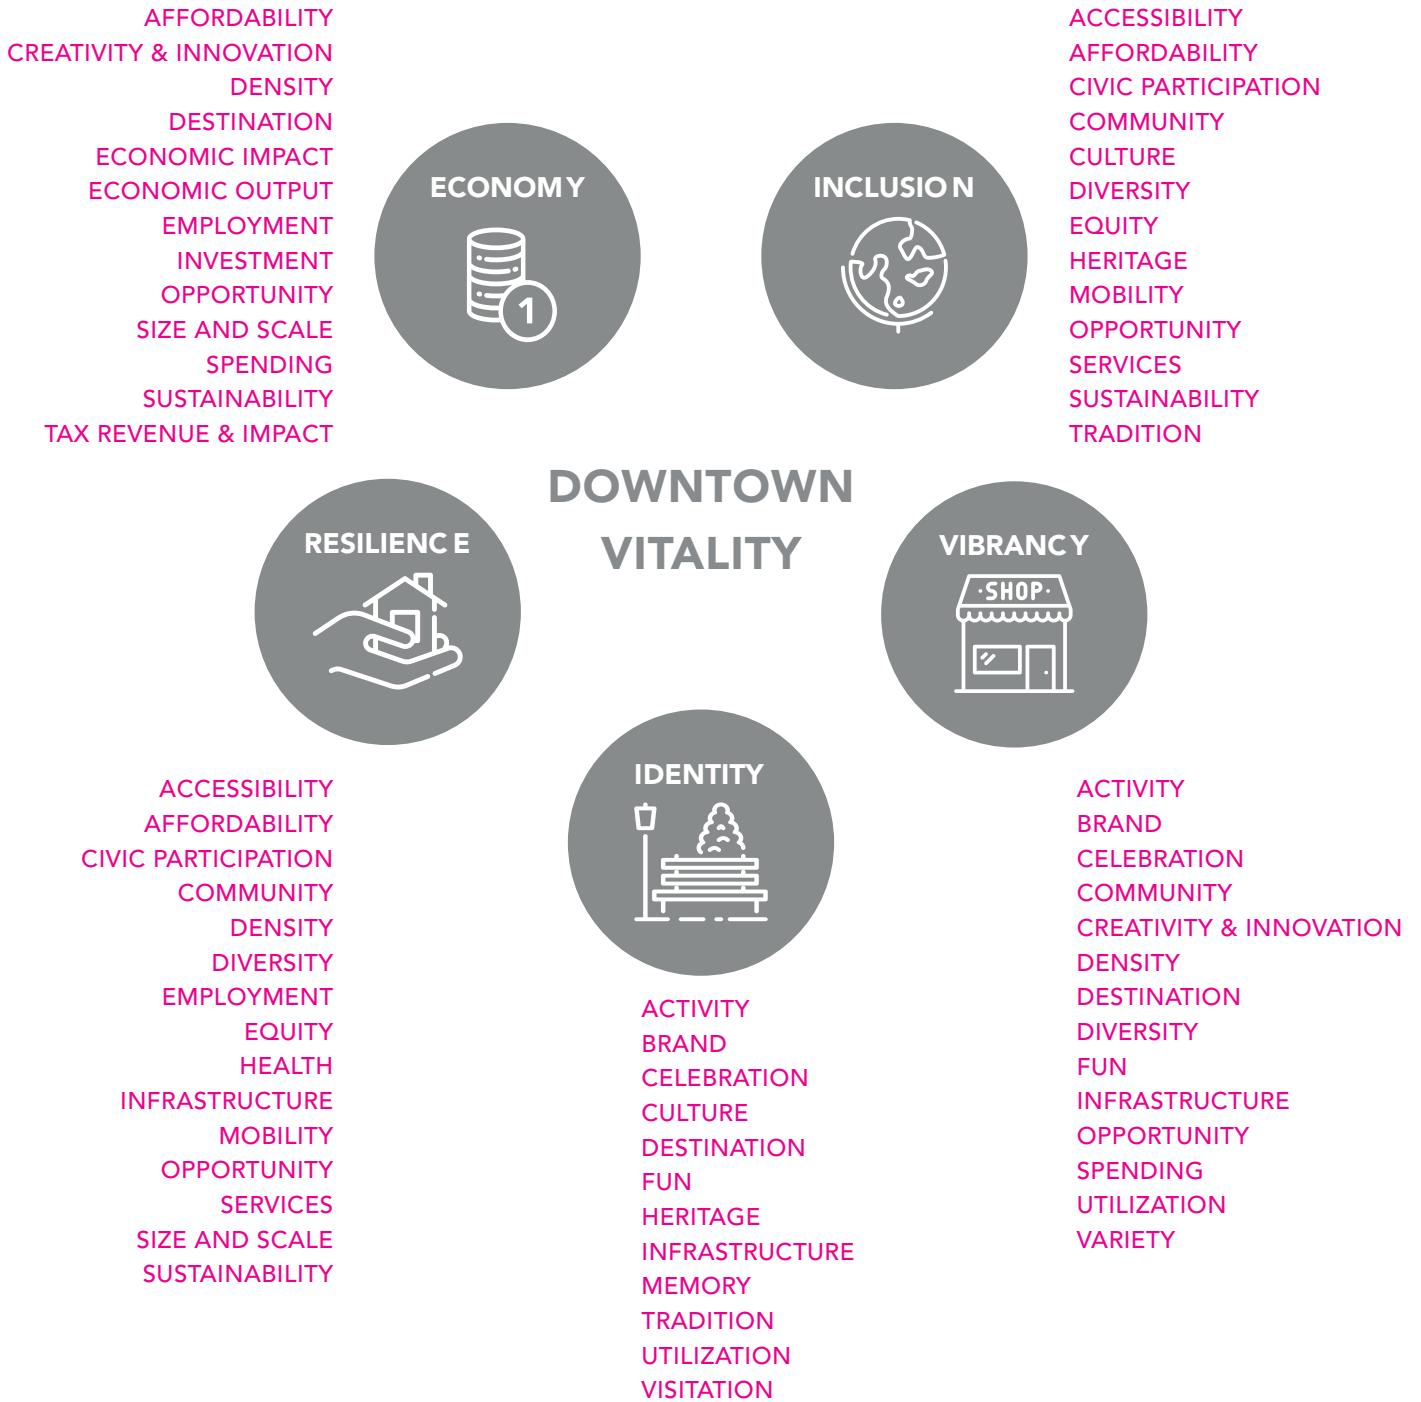 AFFORDABILITY
CREATIVITY & INNOVATION
DENSITY
DESTINATION
ECONOMIC IMPACT
ECONOMIC OUTPUT
EMPLOYMENT
INVESTMENT
OPPORTUNITY
SIZE AND SCALE
SPENDING
SUSTAINABILITY
TAX REVENUE & IMPACT
ECONOMY
1
INCLUSION
ACCESSIBILITY
AFFORDABILITY
CIVIC PARTICIPATION
COMMUNITY
CULTURE
DIVERSITY
EQUITY
HERITAGE
MOBILITY
OPPORTUNITY
SERVICES
SUSTAINABILITY
TRADITION
DOWNTOWN
VITALITY
RESILIENCE
VIBRANCY
·SHOP·
IDENTITY
ACCESSIBILITY
AFFORDABILITY
CIVIC PARTICIPATION
COMMUNITY
DENSITY
DIVERSITY
EMPLOYMENT
EQUITY
HEALTH
INFRASTRUCTURE
MOBILITY
OPPORTUNITY
SERVICES
SIZE AND SCALE
SUSTAINABILITY
ACTIVITY
BRAND
CELEBRATION
CULTURE
DESTINATION
FUN
HERITAGE
INFRASTRUCTURE
MEMORY
TRADITION
UTILIZATION
VISITATION
ACTIVITY
BRAND
CELEBRATION
COMMUNITY
CREATIVITY & INNOVATION
DENSITY
DESTINATION
DIVERSITY
FUN
INFRASTRUCTURE
OPPORTUNITY
SPENDING
UTILIZATION
VARIETY